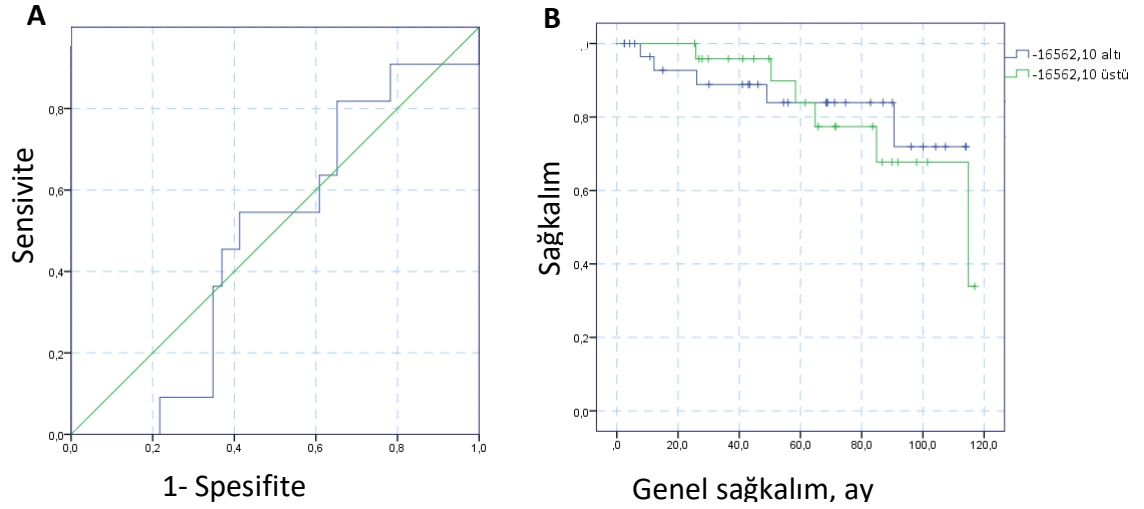 A
Sensivite
0,8
0,6
0,4
0,2
0,0
0,0 0,2 0,4 0,6 0,8 1,0
1- Spesifite
B
Sağkalım
,l
0,8
0,6
0,4
0,2
0,0
,0 20,0 40,0 60,0 80,0 100,0 120,0
Genel sağkalım, ay
-16562,10 altı
-16562,10 üstü